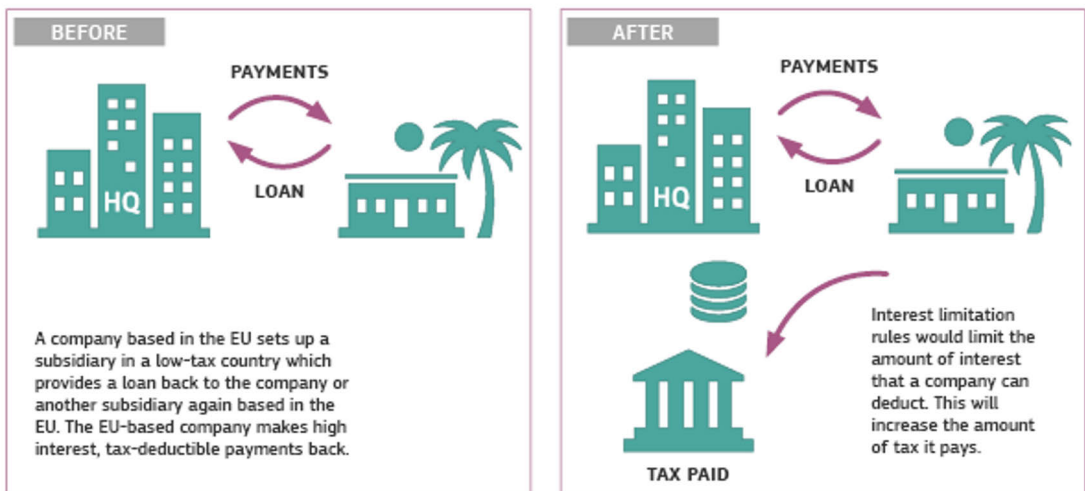 BEFORE
PAYMENTS
HQ
LOAN
A company based in the EU sets up a
subsidiary in a low-tax country which
provides a loan back to the company or
another subsidiary again based in the
EU. The EU-based company makes high
interest, tax-deductible payments back.
AFTER
PAYMENTS
HQ
LOAN
Interest limitation
rules would limit the
amount of interest
that a company can
deduct. This will
increase the amount
of tax it pays.
TAX PAID